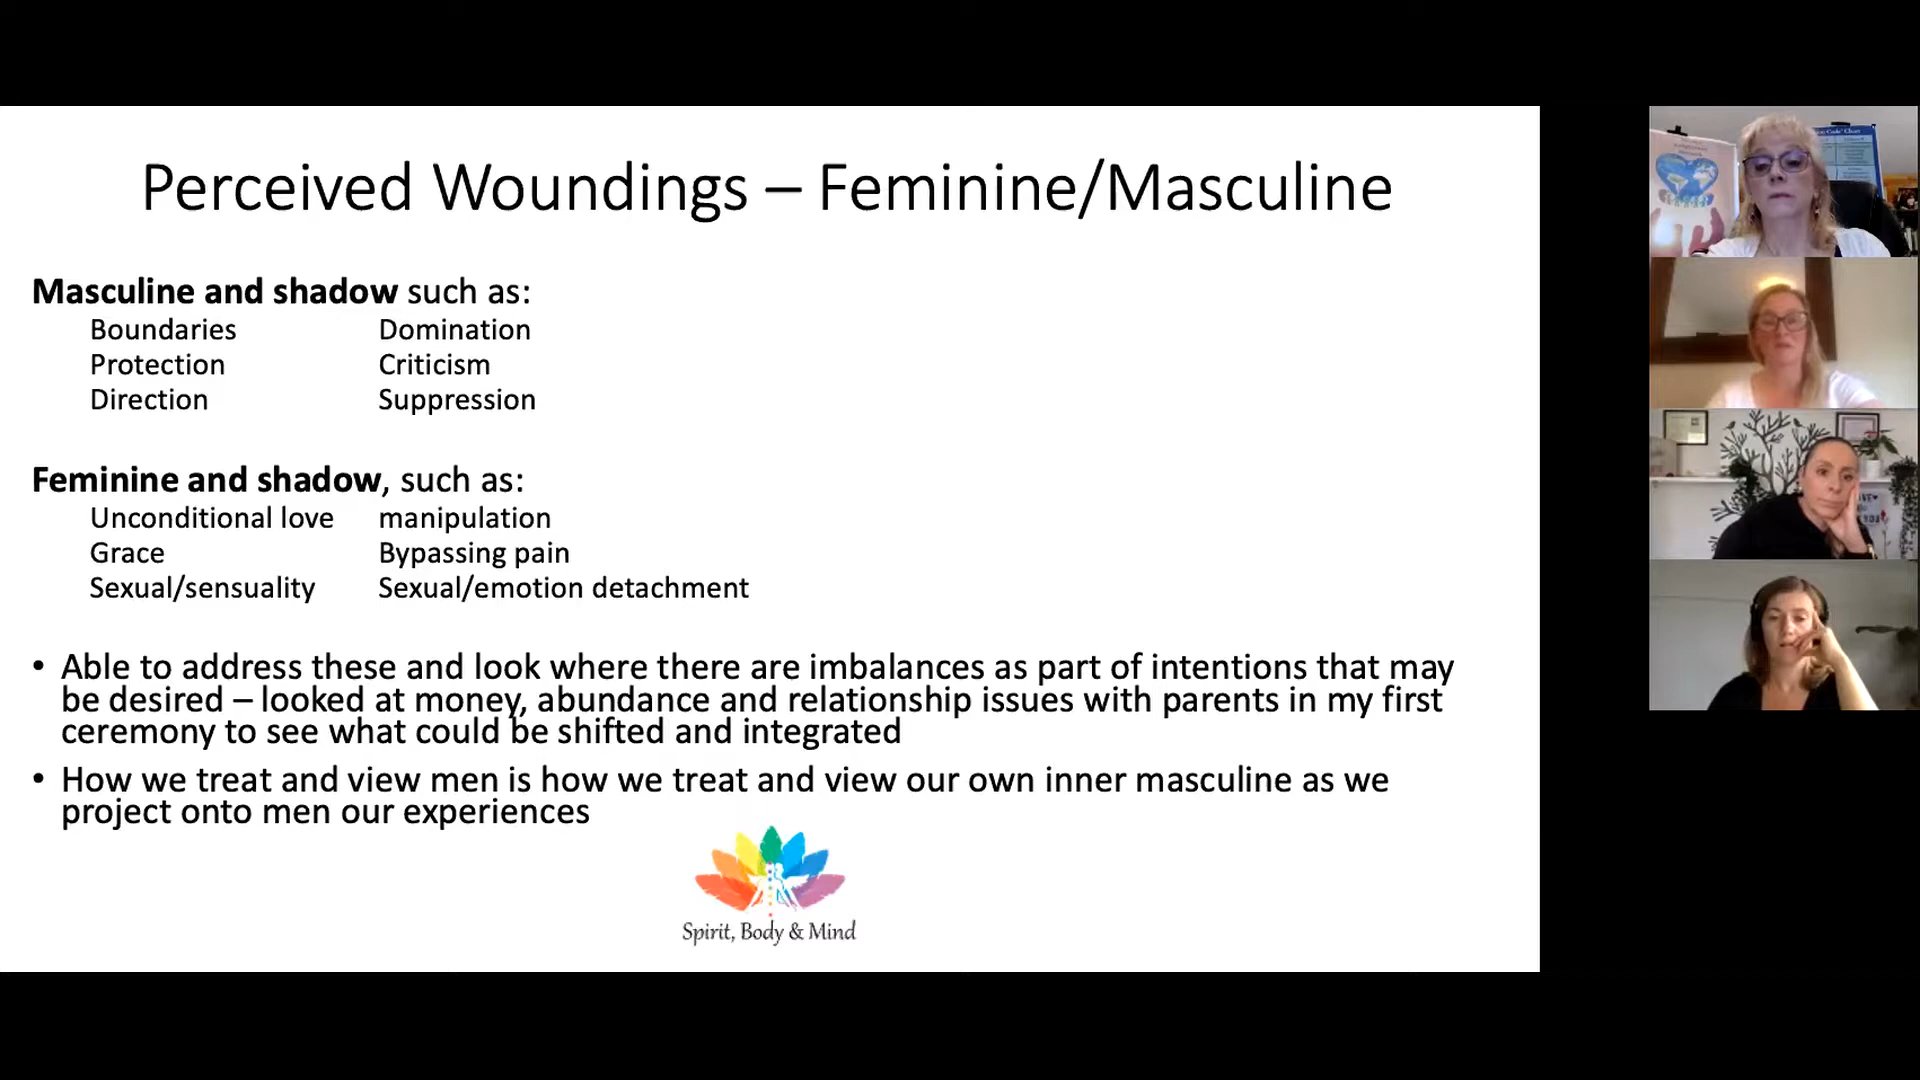 Perceived Woundings – Feminine/Masculine
Masculine and shadow such as:
Boundaries Domination
Protection Criticism
Direction Suppression
Feminine and shadow, such as:
Unconditional love manipulation
Grace Bypassing pain
Sexual/sensuality Sexual/emotion detachment
• Able to address these and look where there are imbalances as part of intentions that may
be desired – looked at money, abundance and relationship issues with parents in my first
ceremony to see what could be shifted and integrated
• How we treat and view men is how we treat and view our own inner masculine as we
project onto men our experiences
Spirit, Body & Mind
Chart